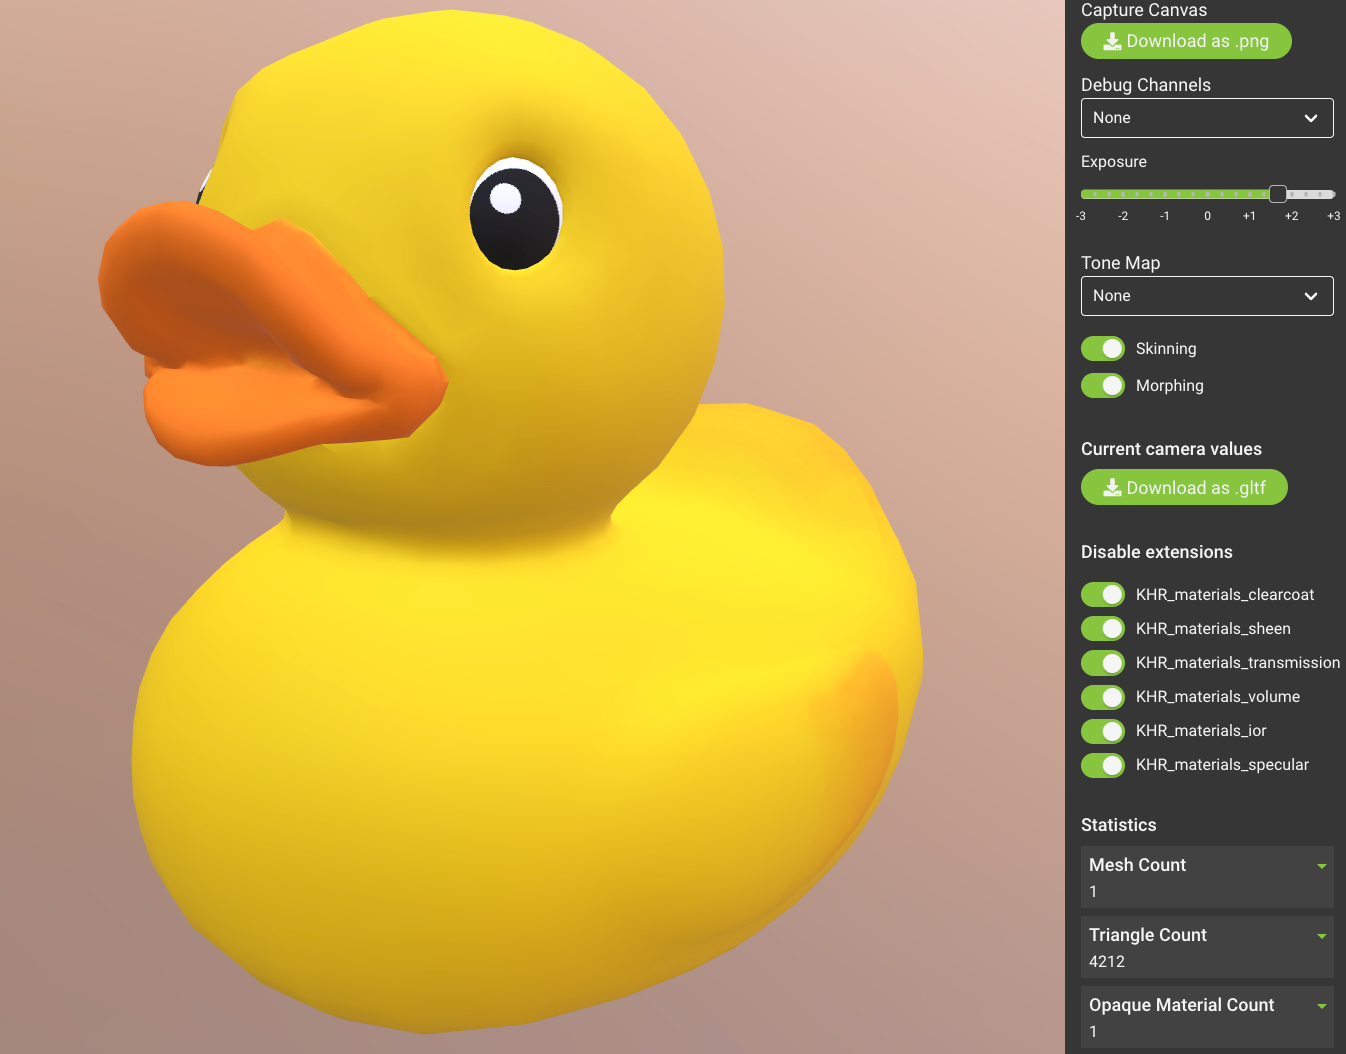 Capture Canvas
Download as .png
Debug Channels
None
Exposure
-3 -2 -1 0 +1 +2 +3
Tone Map
None
Skinning
Morphing
Current camera values
Download as .gltf
Disable extensions
KHR_materials_clearcoat
KHR_materials_sheen
KHR_materials_transmission
KHR_materials_volume
KHR_materials_ior
KHR_materials_specular
Statistics
Mesh Count
1
Triangle Count
4212
Opaque Material Count
1